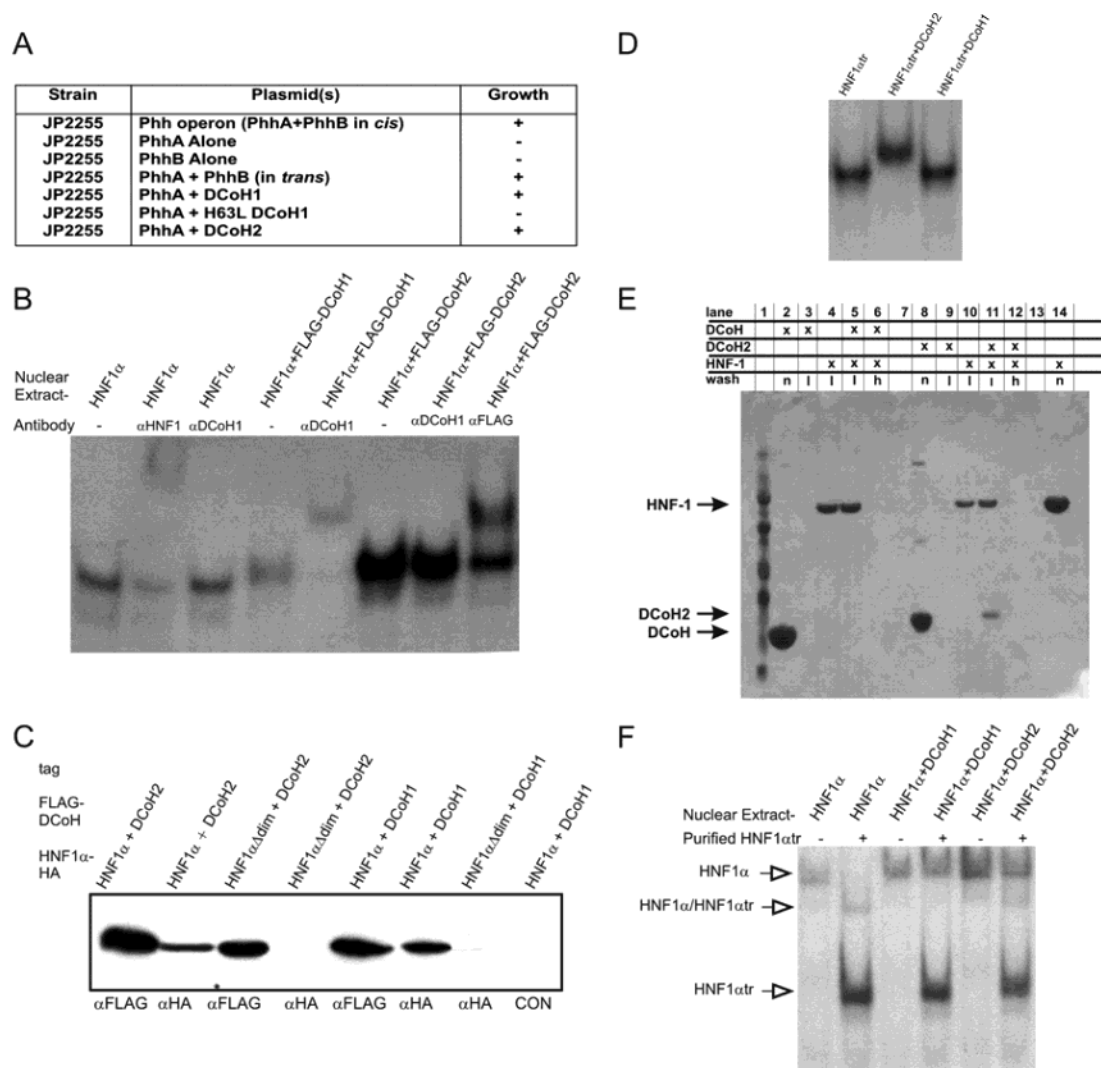 A
Strain Plasmid(s) Growth
JP2255 Phh operon (PhhA+PhhB in cis) +
JP2255 PhhA Alone -
JP2255 PhhB Alone -
JP2255 PhhA + PhhB (in trans) +
JP2255 PhhA + DCoH1 +
JP2255 PhhA + H63L DCoH1 -
JP2255 PhhA + DCoH2 +
B
HNF1α
HNF1α
HNF1α
HNF1α+FLAG-DCoH1
HNF1α+FLAG-DCoH1
HNF1α+FLAG-DCoH2
HNF1α+FLAG-DCoH2
HNF1α+FLAG-DCoH2
Nuclear
Extract-
Antibody - αHNF1 αDCoH1 - αDCoH1 - αDCoH1 αFLAG
C
tag
FLAG-
DCoH
HNF1α-
HA
HNF1α + DCoH2
HNF1α + DCoH2
HNF1αΔdim + DCoH2
HNF1αΔdim + DCoH2
HNF1α + DCoH1
HNF1α + DCoH1
HNF1αΔdim + DCoH1
HNF1α + DCoH1
αFLAG αHA αFLAG αHA αFLAG αHA αHA CON
D
HNF1αtr
HNF1αtr+DCoH2
HNF1αtr+DCoH1
E
lane 1 2 3 4 5 6 7 8 9 10 11 12 13 14
DCoH x x x x
DCoH2 x x x x
HNF-1 x x x x x x x
wash n l l l h n l l l h n
HNF-1
DCoH2
DCoH
F
HNF1α
HNF1α
HNF1α+DCoH1
HNF1α+DCoH1
HNF1α+DCoH2
HNF1α+DCoH2
Nuclear Extract-
Purified HNF1αtr - + - + - +
HNF1α
HNF1α/HNF1αtr
HNF1αtr